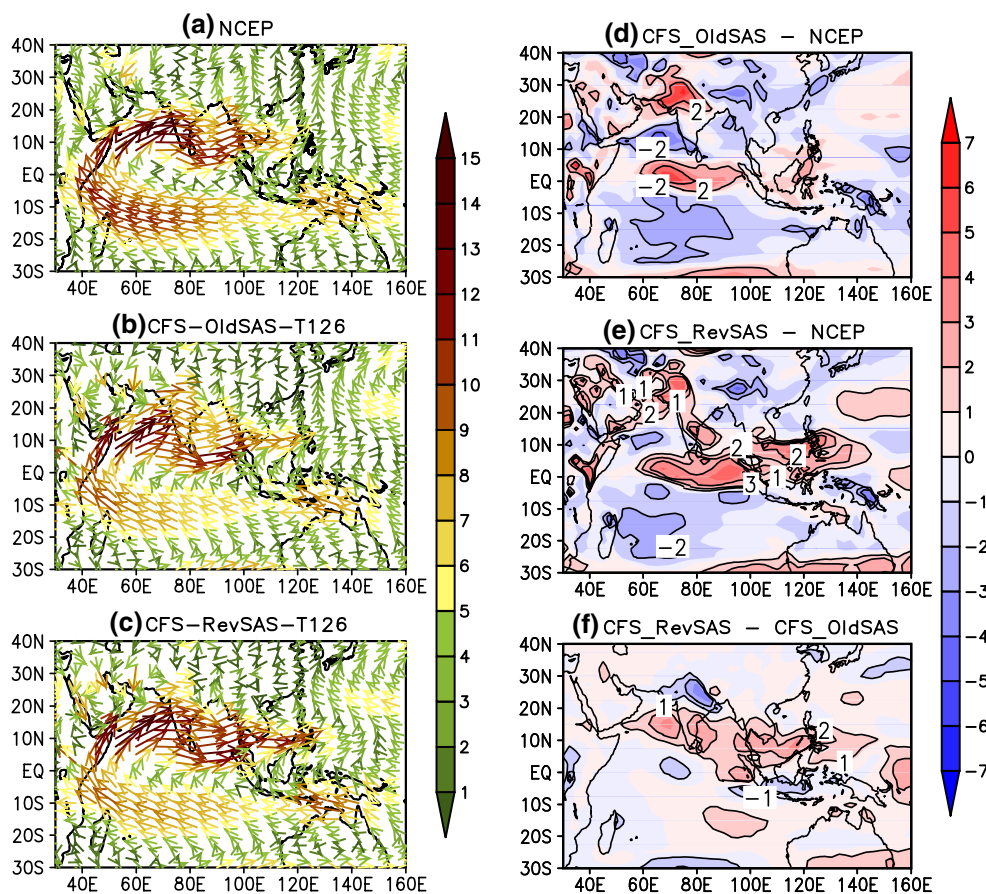 (a) NCEP
40N
30N
20N
10N
EQ
10S
20S
30S
40E 60E 80E 100E 120E 140E 160E
(b) CFS-OldSAS-T126
40N
30N
20N
10N
EQ
10S
20S
30S
40E 60E 80E 100E 120E 140E 160E
(c) CFS-RevSAS-T126
40N
30N
20N
10N
EQ
10S
20S
30S
40E 60E 80E 100E 120E 140E 160E
15
14
13
12
11
10
9
8
7
6
5
4
3
2
1
(d) CFS_OldSAS - NCEP
40N
30N
20N
10N
EQ
10S
20S
30S
2
-2
-2
2
40E 60E 80E 100E 120E 140E 160E
(e) CFS_RevSAS - NCEP
40N
30N
20N
10N
EQ
10S
20S
30S
1
1
1
2
2
2
1
3
-2
40E 60E 80E 100E 120E 140E 160E
(f) CFS_RevSAS - CFS_OldSAS
40N
30N
20N
10N
EQ
10S
20S
30S
1
2
1
-1
40E 60E 80E 100E 120E 140E 160E
7
6
5
4
3
2
1
0
-1
-2
-3
-4
-5
-6
-7